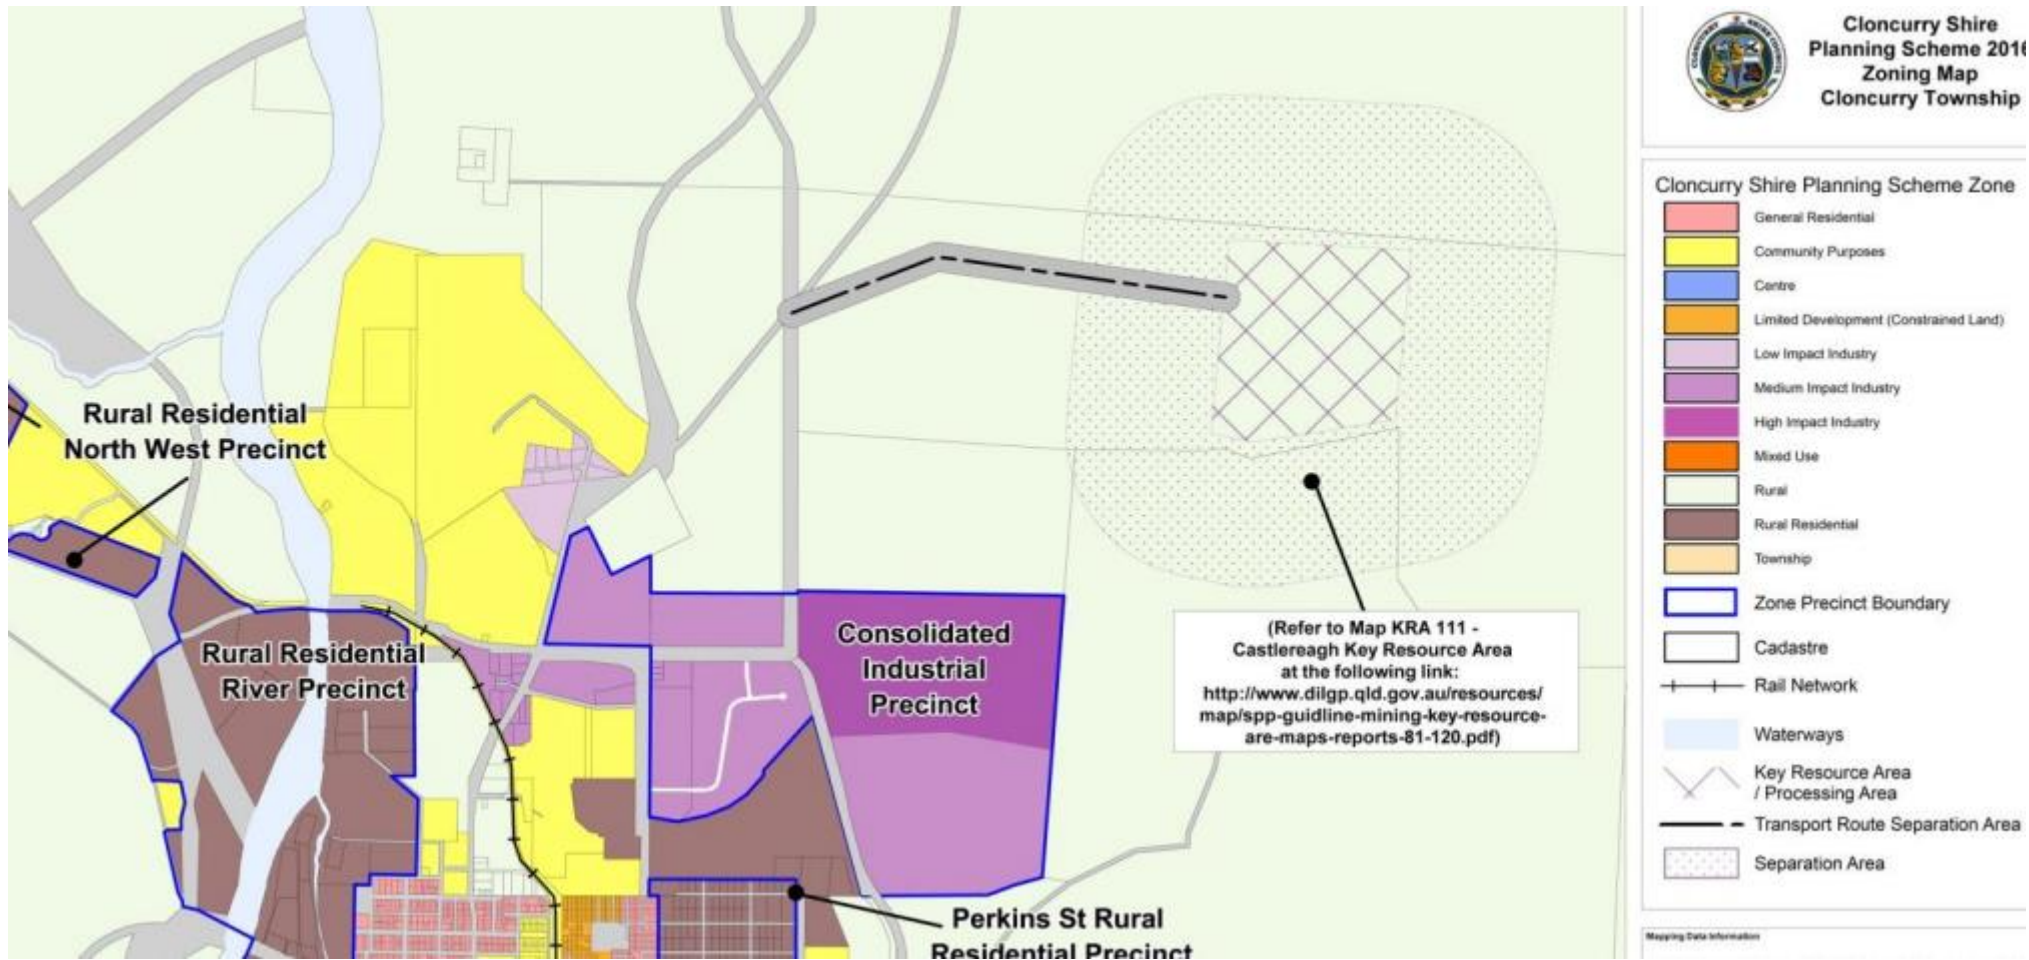 Cloncurry Shire
Planning Scheme 2016
Zoning Map
Cloncurry Township
Cloncurry Shire Planning Scheme Zone
General Residential
Community Purposes
Centre
Limited Development (Constrained Land)
Low Impact Industry
Medium Impact Industry
High Impact Industry
Mixed Use
Rural
Rural Residential
Township
Zone Precinct Boundary
Cadastre
Rail Network
Waterways
Key Resource Area
/ Processing Area
Transport Route Separation Area
Separation Area
Mapping Data Information
Rural Residential
North West Precinct
Rural Residential
River Precinct
Consolidated
Industrial
Precinct
(Refer to Map KRA 111 -
Castlereagh Key Resource Area
at the following link:
http://www.dilgp.qld.gov.au/resources/
map/spp-guidline-mining-key-resource-
are-maps-reports-81-120.pdf)
Perkins St Rural
Residential Precinct